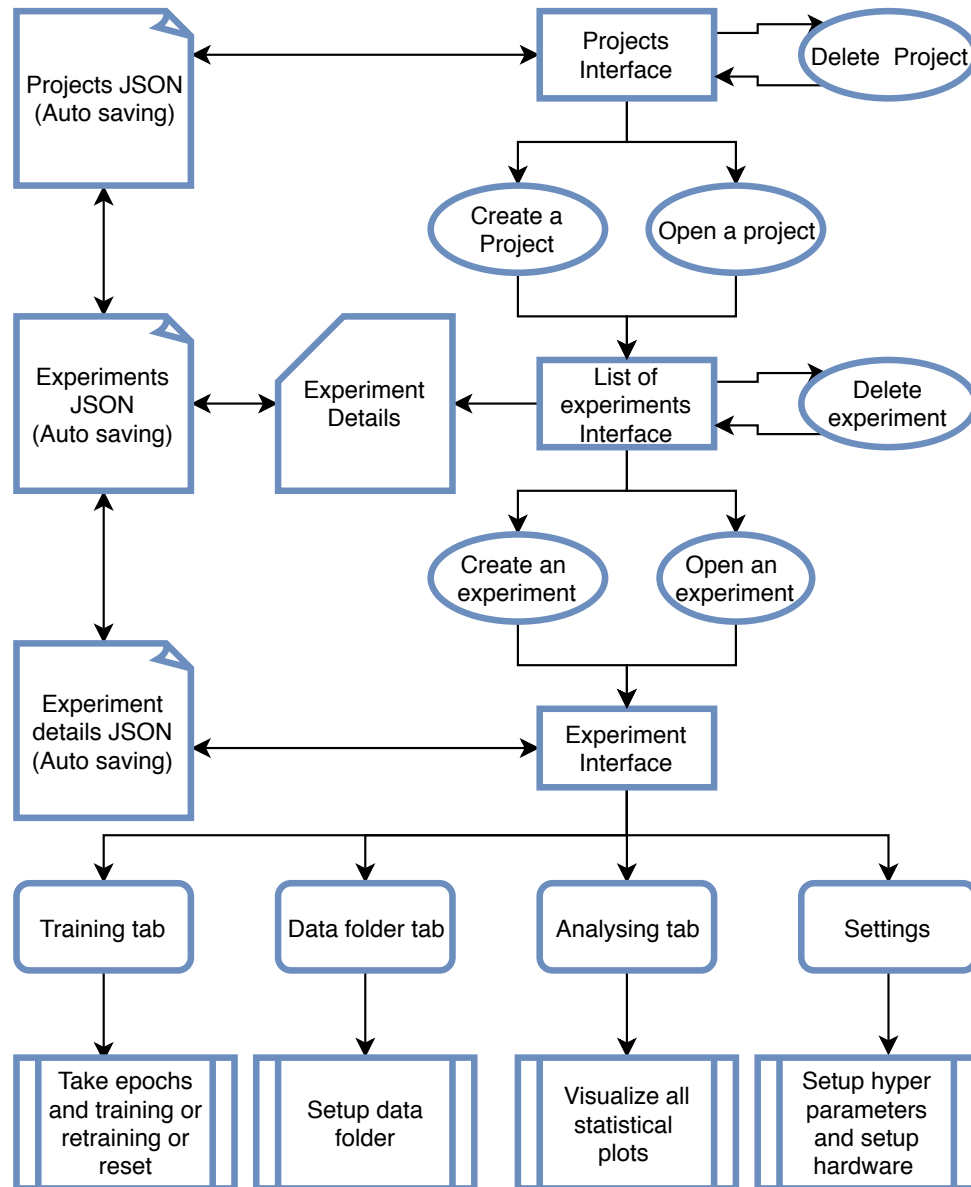 Projects JSON
(Auto saving)
Projects
Interface
Delete Project
Create a
Project
Open a project
Experiments
JSON
(Auto saving)
Experiment
Details
List of
experiments
Interface
Delete
experiment
Create an
experiment
Open an
experiment
Experiment
details JSON
(Auto saving)
Experiment
Interface
Training tab
Data folder tab
Analysing tab
Settings
Take epochs
and training or
retraining or
reset
Setup data
folder
Visualize all
statistical
plots
Setup hyper
parameters
and setup
hardware